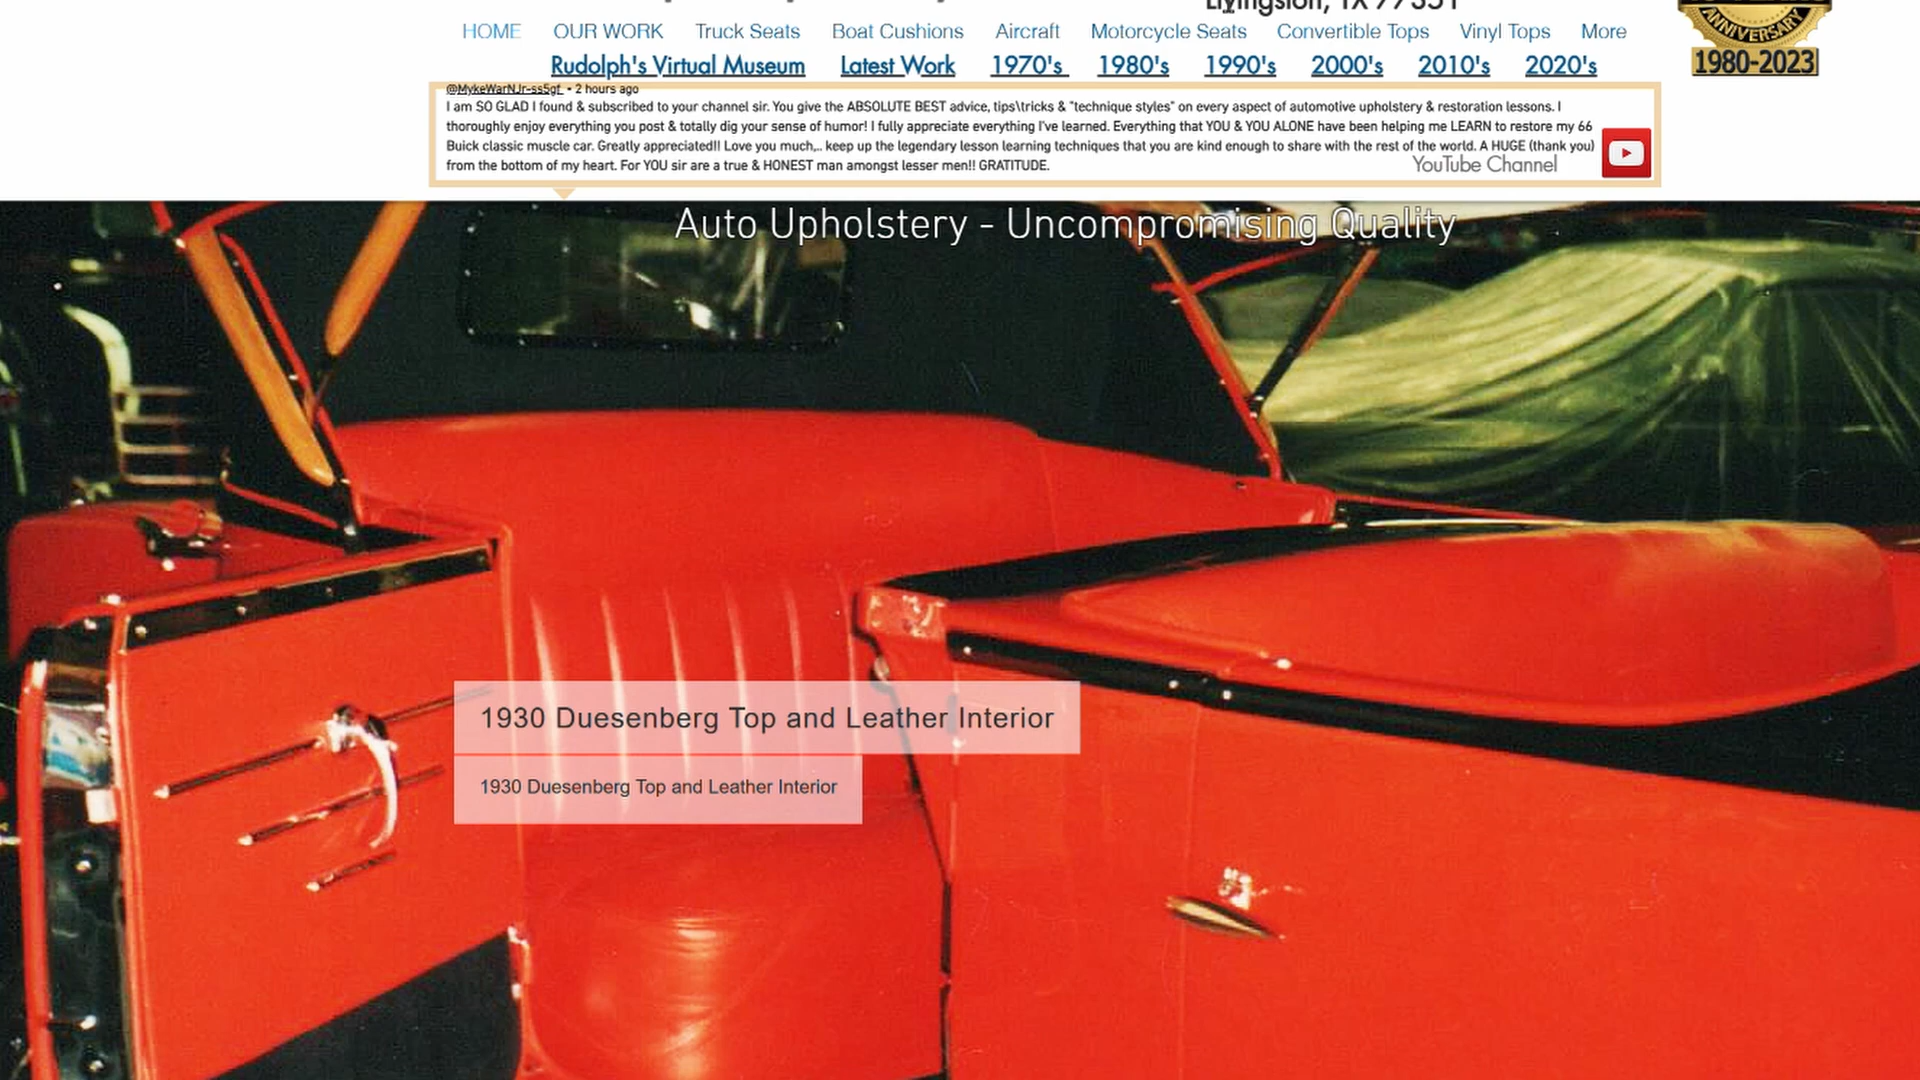 Livingston, TX 77351
ANNIVERSARY
1980-2023
HOME OUR WORK Truck Seats Boat Cushions Aircraft Motorcycle Seats Convertible Tops Vinyl Tops More
Rudolph's Virtual Museum Latest Work 1970's 1980's 1990's 2000's 2010's 2020's
@MykeWarNJr-ss5gf • 2 hours ago
I am SO GLAD I found & subscribed to your channel sir. You give the ABSOLUTE BEST advice, tips\tricks & "technique styles" on every aspect of automotive upholstery & restoration lessons. I
thoroughly enjoy everything you post & totally dig your sense of humor! I fully appreciate everything I've learned. Everything that YOU & YOU ALONE have been helping me LEARN to restore my 66
Buick classic muscle car. Greatly appreciated!! Love you much,.. keep up the legendary lesson learning techniques that you are kind enough to share with the rest of the world. A HUGE (thank you)
from the bottom of my heart. For YOU sir are a true & HONEST man amongst lesser men!! GRATITUDE.
YouTube Channel
Auto Upholstery - Uncompromising Quality
1930 Duesenberg Top and Leather Interior
1930 Duesenberg Top and Leather Interior